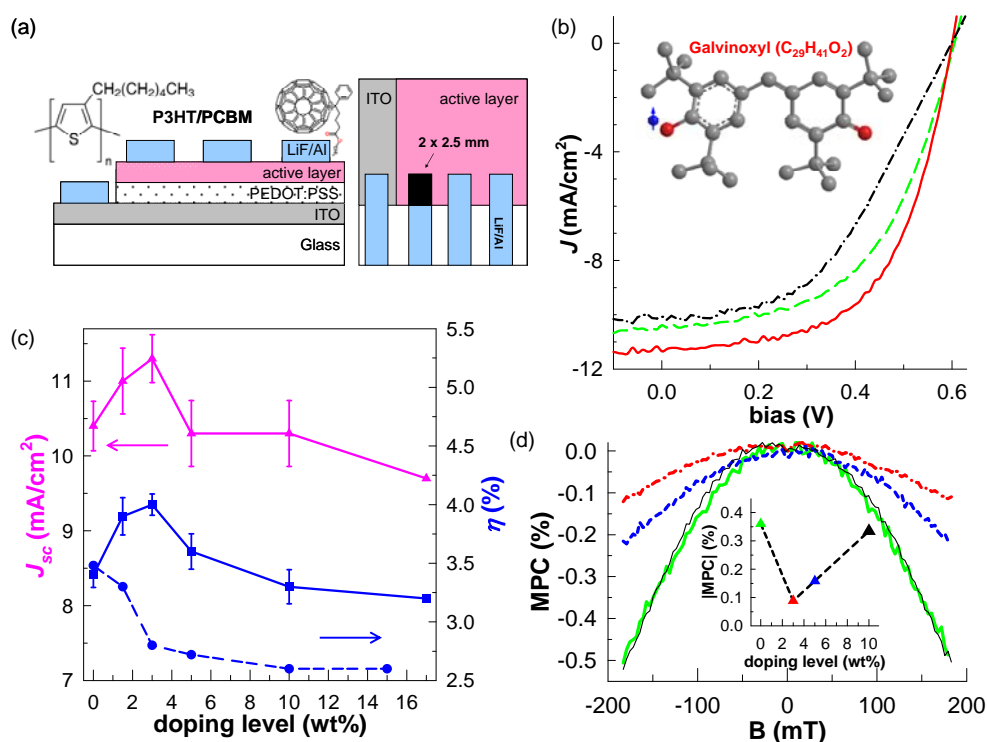 (a)
CH₂(CH₂)₄CH₃
S
n
P3HT/PCBM
LiF/Al
active layer
PEDOT:PSS
ITO
Glass
ITO
active layer
2 x 2.5 mm
LiF/Al
(b)
Galvinoxyl (C₂₉H₄₁O₂)
J (mA/cm²)
0
-4
-8
-12
0.0
0.2
0.4
0.6
bias (V)
(c)
J_sc (mA/cm²)
11
10
9
8
7
5.5
5.0
4.5
4.0
3.5
3.0
2.5
η (%)
0
2
4
6
8
10
12
14
16
doping level (wt%)
(d)
MPC (%)
0.0
-0.1
-0.2
-0.3
-0.4
-0.5
-200
-100
0
100
200
B (mT)
|MPC| (%)
0.4
0.3
0.2
0.1
0.0
0
2
4
6
8
10
doping level (wt%)